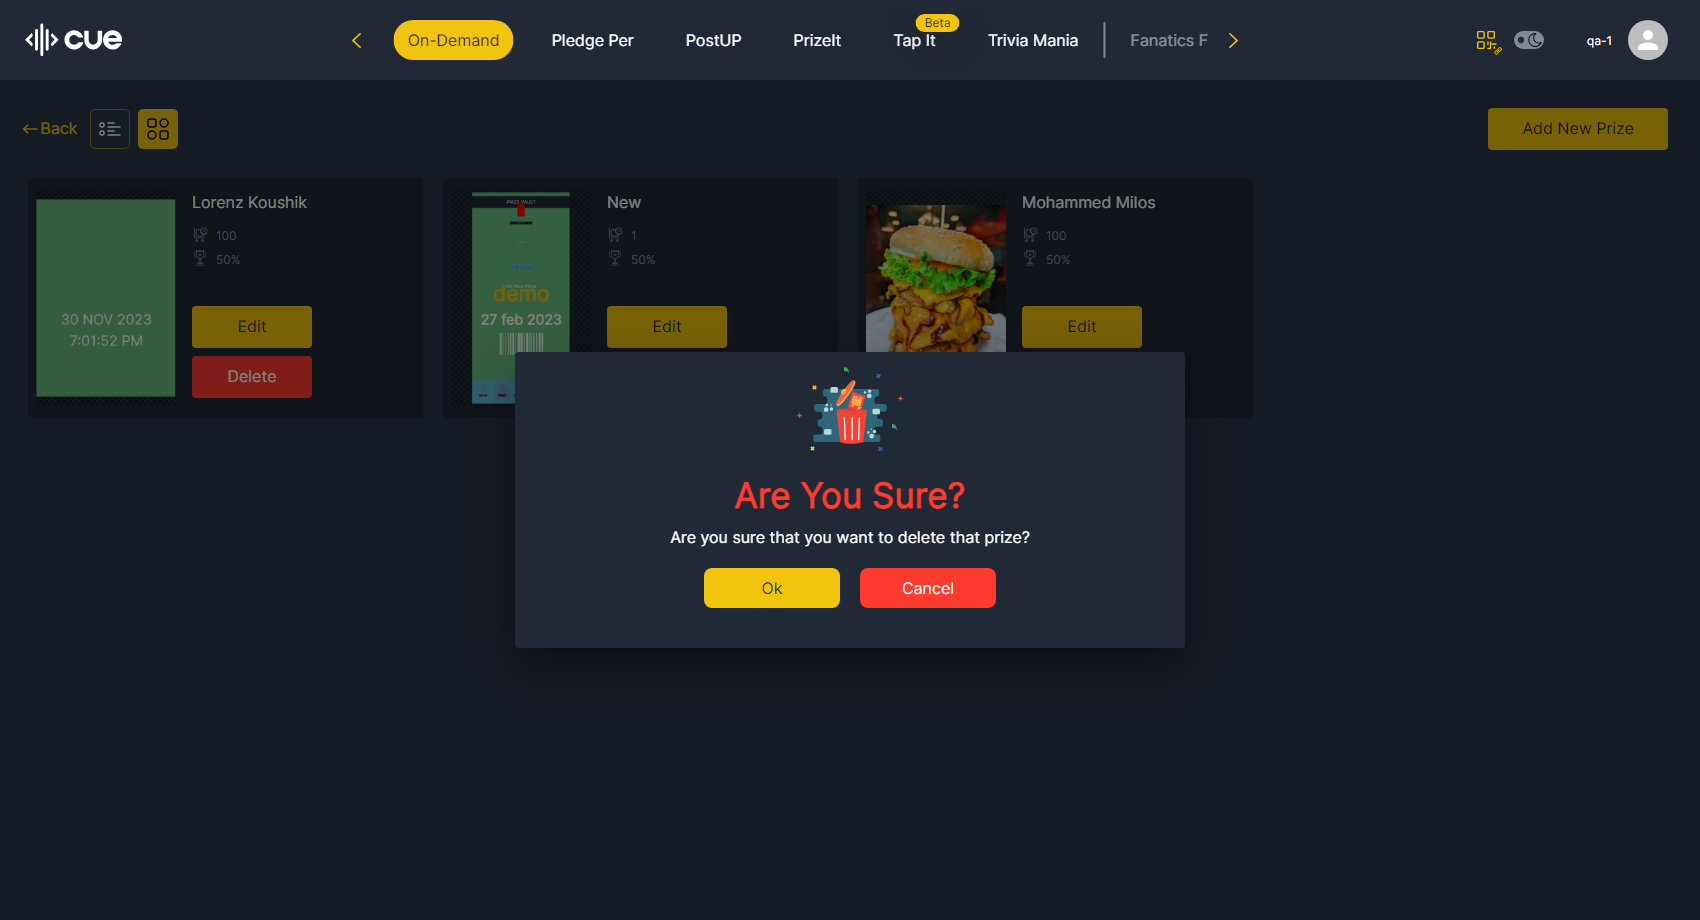 cue
On-Demand
Pledge Per
PostUP
PrizeIt
Beta
Tap It
Trivia Mania
Fanatics F
qa-1
Back
Add New Prize
30 NOV 2023
7:01:52 PM
Lorenz Koushik
100
50%
Edit
Delete
PRIZE VAULT
demo
27 feb 2023
New
1
50%
Edit
Mohammed Milos
100
50%
Edit
Are You Sure?
Are you sure that you want to delete that prize?
Ok
Cancel